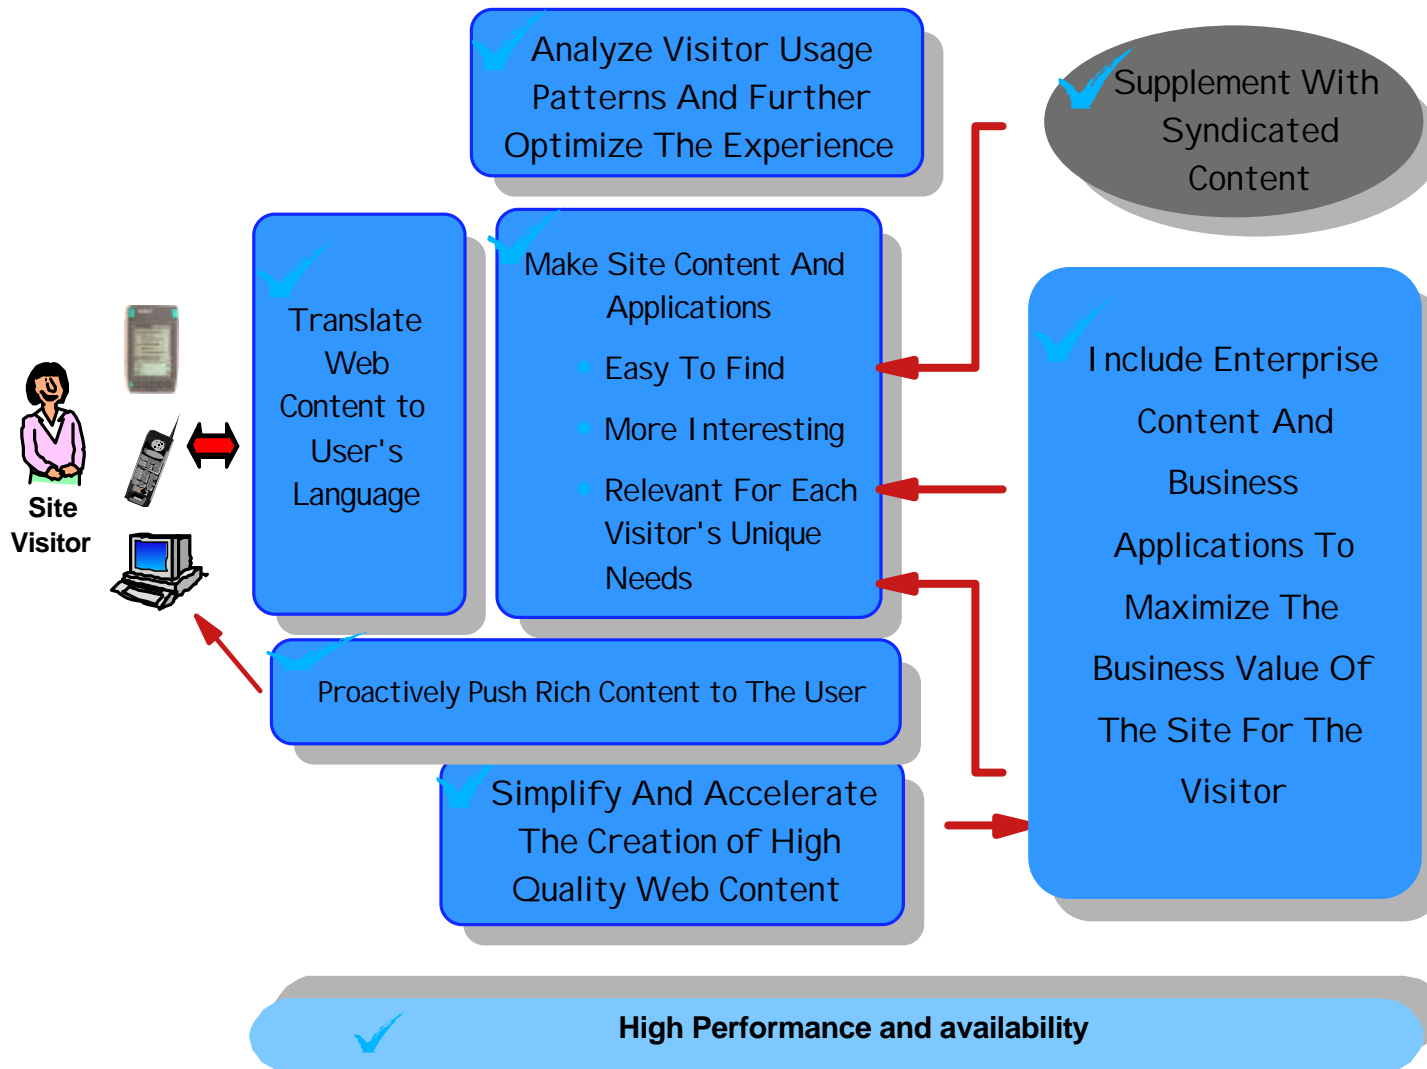 Analyze Visitor Usage
Patterns And Further
Optimize The Experience
Supplement With
Syndicated
Content
Translate
Web
Content to
User's
Language
Make Site Content And
Applications
Easy To Find
More Interesting
Relevant For Each
Visitor's Unique
Needs
Include Enterprise
Content And
Business
Applications To
Maximize The
Business Value Of
The Site For The
Visitor
Site
Visitor
Proactively Push Rich Content to The User
Simplify And Accelerate
The Creation of High
Quality Web Content
High Performance and availability